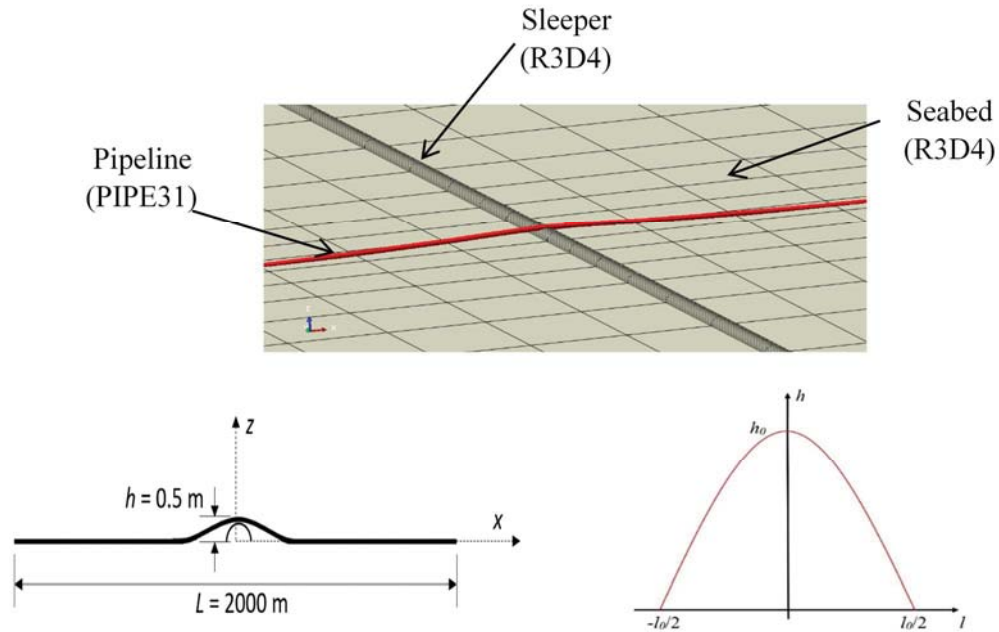 Sleeper
(R3D4)
Seabed
(R3D4)
Pipeline
(PIPE31)
z
h = 0.5 m
x
L = 2000 m
h
h₀
-l₀/2
l₀/2
l